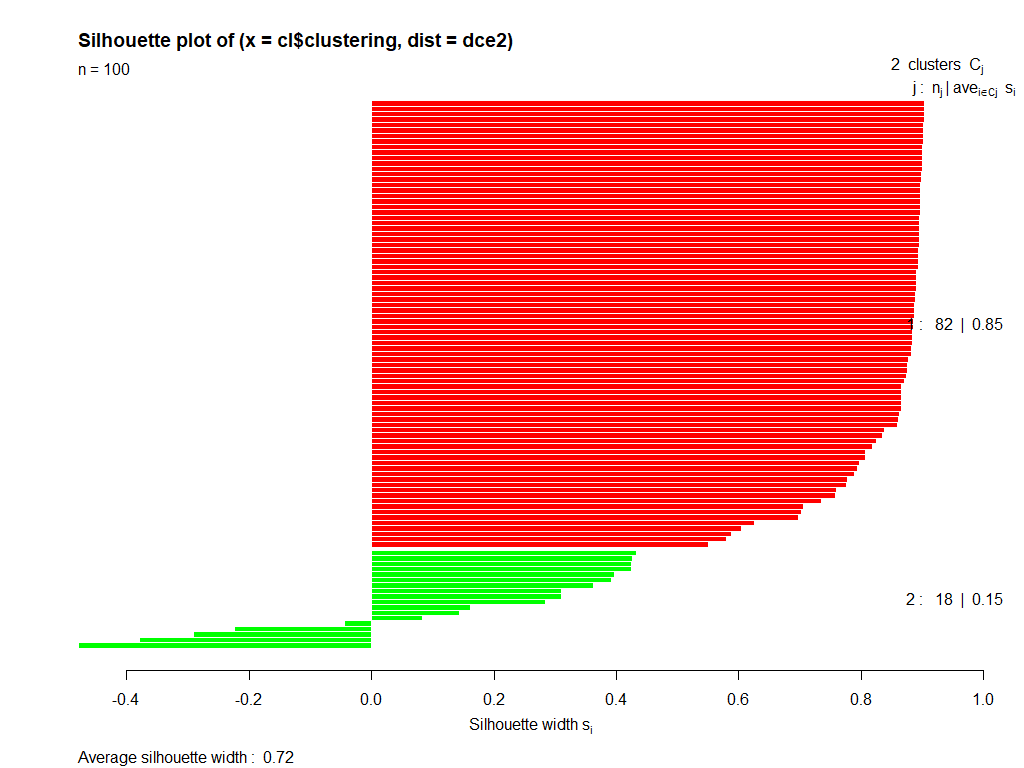 Silhouette plot of (x = cl$clustering, dist = dce2)
n = 100
2 clusters Cj
j : nj | avei∈Cj si
1 : 82 | 0.85
2 : 18 | 0.15
-0.4 -0.2 0.0 0.2 0.4 0.6 0.8 1.0
Silhouette width si
Average silhouette width : 0.72